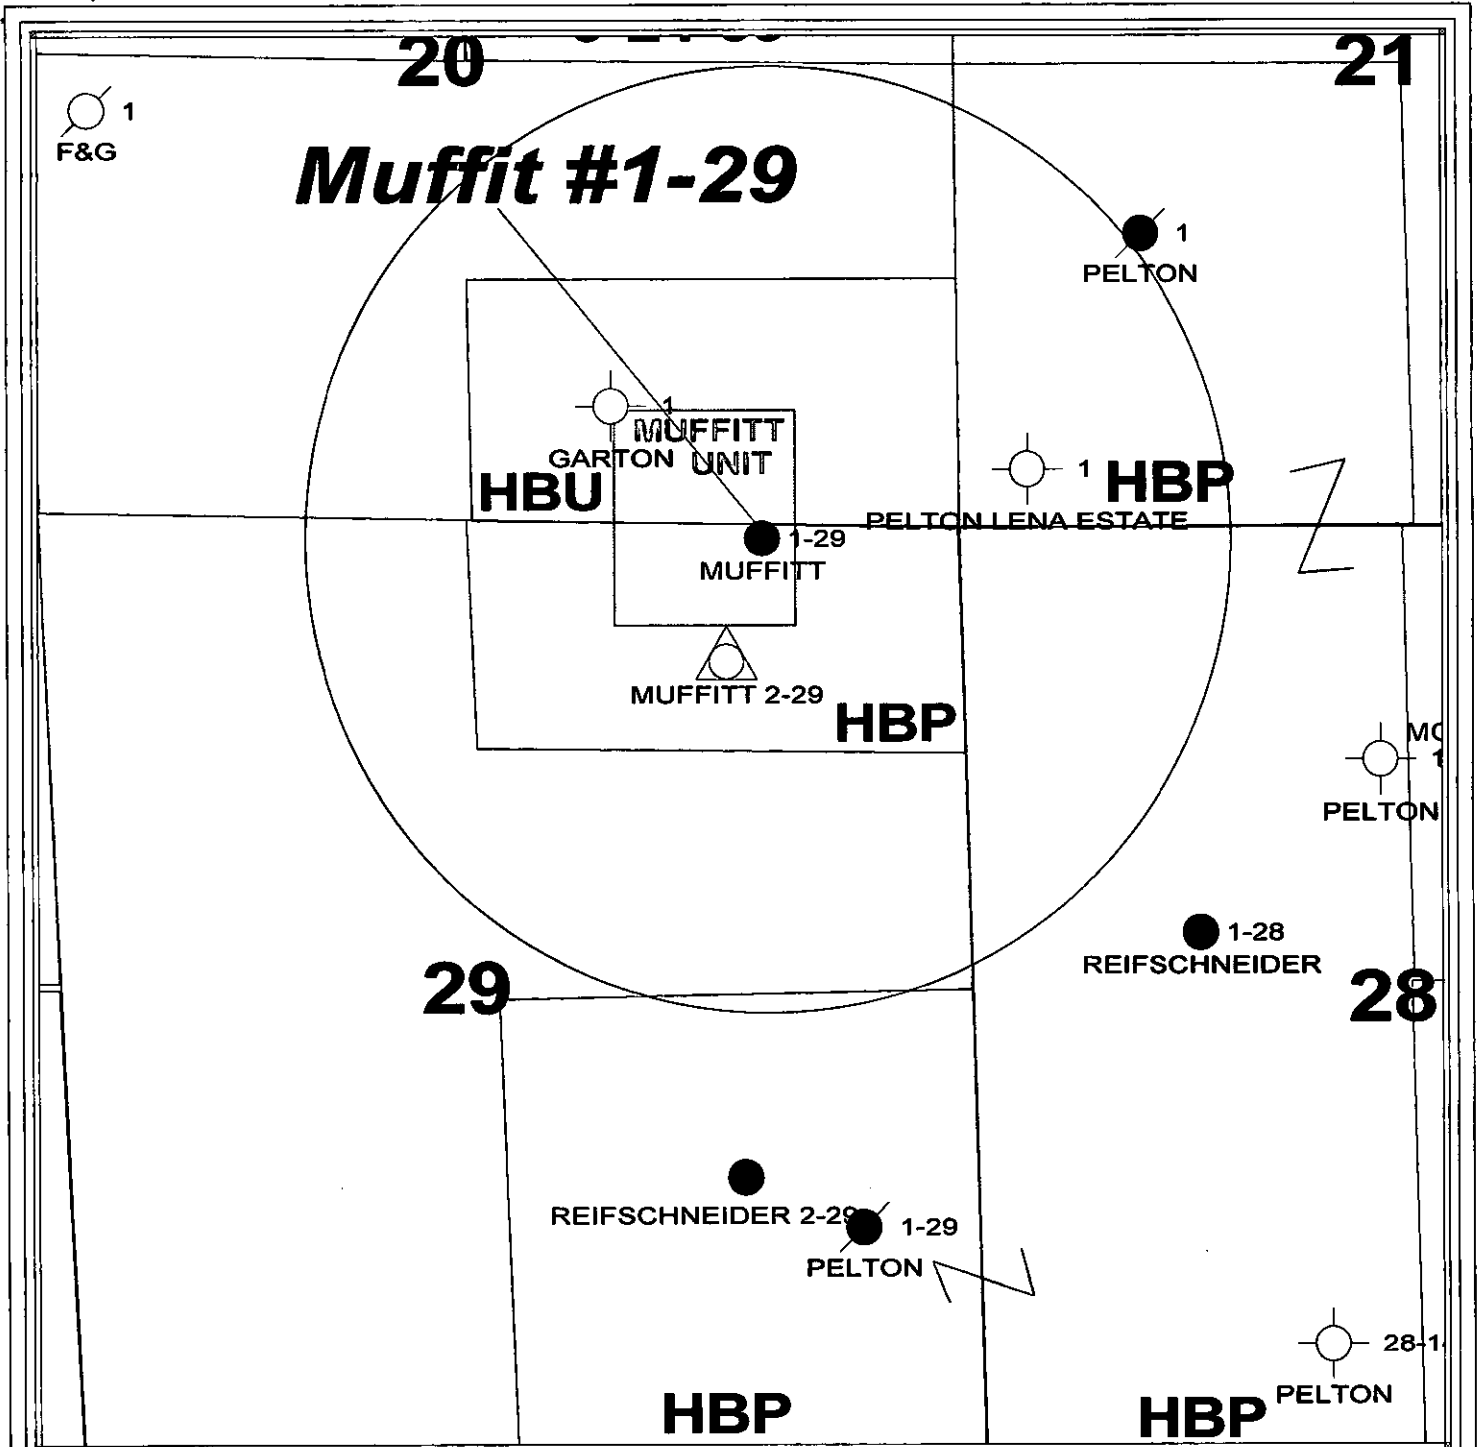 20
21
1
F&G
Muffit #1-29
1
PELTON
1
MUFFITT
UNIT
GARTON
HBU
1
HBP
PELTON LENA ESTATE
1-29
MUFFITT
MUFFITT 2-29
HBP
PELTON
1-28
REIFSCHNEIDER
29
28
REIFSCHNEIDER 2-29
1-29
PELTON
PELTON
HBP
HBP